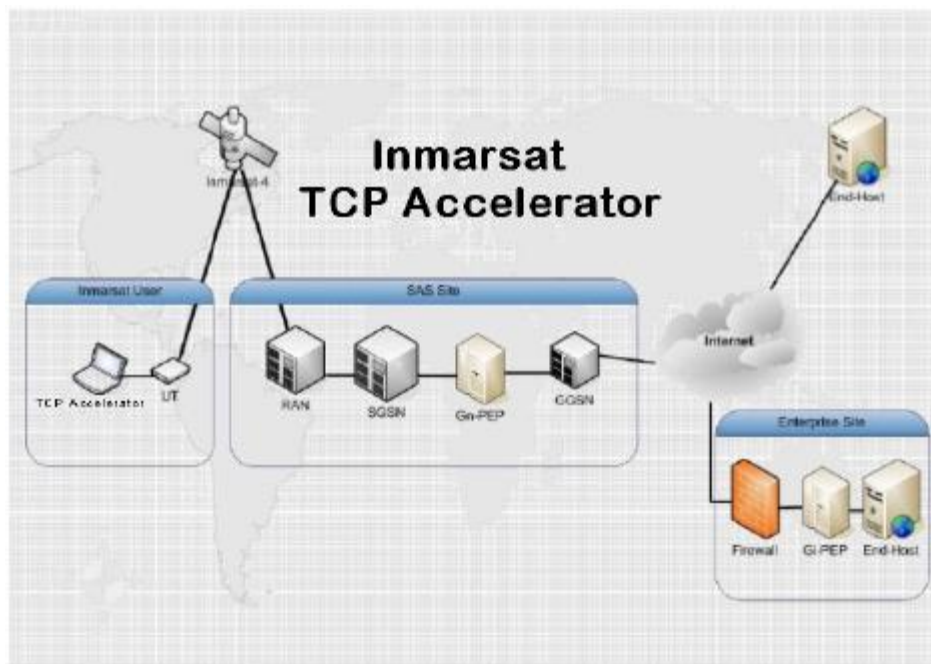 Inmarsat
TCP Accelerator
Inmarsat-4
End-Host
Inmarsat User
SAS Site
Internet
TCP Accelerator
UT
RAN
SGSN
Gn-PEP
GGSN
Enterprise Site
Firewall
Gi-PEP
End-Host